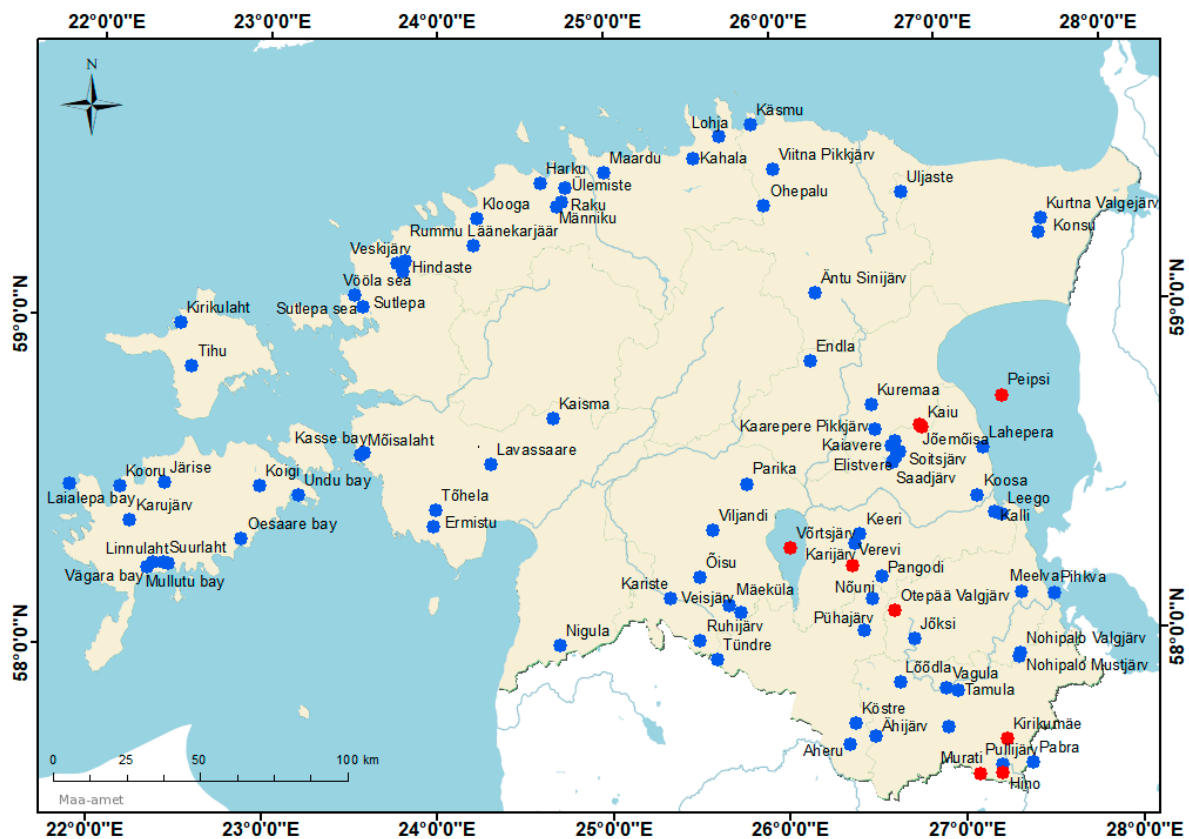 22°0'0"E 23°0'0"E 24°0'0"E 25°0'0"E 26°0'0"E 27°0'0"E 28°0'0"E
N
Käsmu
Lohja
Kahala
Viitna Pikkjärv
Maardu
Harku
Ülemiste
Uljaste
Raku
Ohepalu
Männiku
Klooga
Kurtna Valgejärv
Konsu
Rummu Läänekarjäär
Veskijärv
Hindaste
Vööla sea
Äntu Sinijärv
Sutlepa sea
Sutlepa
Kirikulaht
59°0'0"N
59°0'0"N
Tihu
Endla
Peipsi
Kuremaa
Kaiu
Kaisma
Kaarepere Pikkjärv
Jõemõisa
Lahepera
Kasse bay
Mõisalaht
Kaiavere
Soitsjärv
Lavassaare
Elistvere
Saadjärv
Kooru
Järise
Koigi
Undu bay
Parika
Koosa
Laialepa bay
Leego
Karujärv
Tõhela
Kalli
Ermistu
Viljandi
Võrtsjärv
Keeri
Oesaare bay
Linnulaht
Suurlaht
Karijärv
Verevi
Vägara bay
Mullutu bay
Õisu
Pangodi
Meelva
Pihkva
Kariste
Veisjärv
Mäeküla
Nõuni
Otepää Valgjärv
Pühajärv
Jõksi
Nigula
Ruhijärv
Tündre
Nohipalo Valgjärv
Nohipalo Mustjärv
58°0'0"N
58°0'0"N
Lõõdla
Vagula
Tamula
Köstre
Ähijärv
Kirikumäe
Aheru
Murati
Pullijärv
Pabra
Hino
0 25 50 100 km
Maa-amet
22°0'0"E 23°0'0"E 24°0'0"E 25°0'0"E 26°0'0"E 27°0'0"E